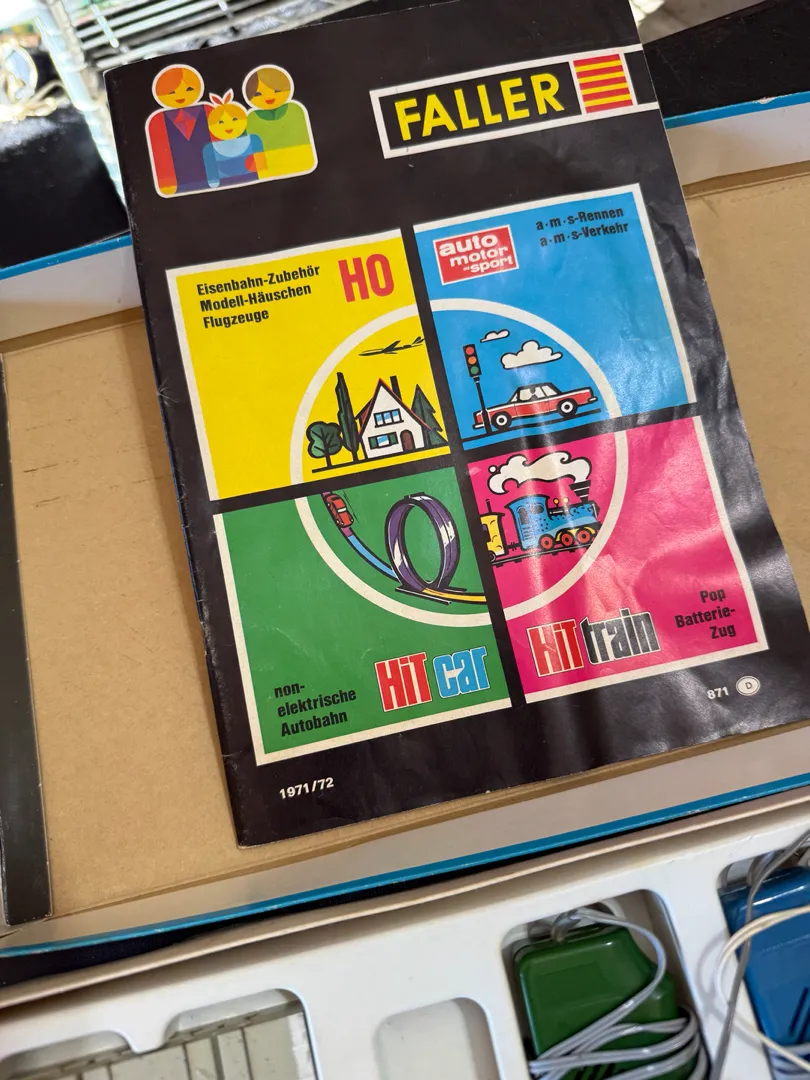 FALLER
Eisenbahn-Zubehör
Modell-Häuschen
Flugzeuge
HO
auto
motor
und sport
a·m·s-Rennen
a·m·s-Verkehr
non-
elektrische
Autobahn
HiT car
HiT train
Pop
Batterie-
Zug
1971/72
871 D